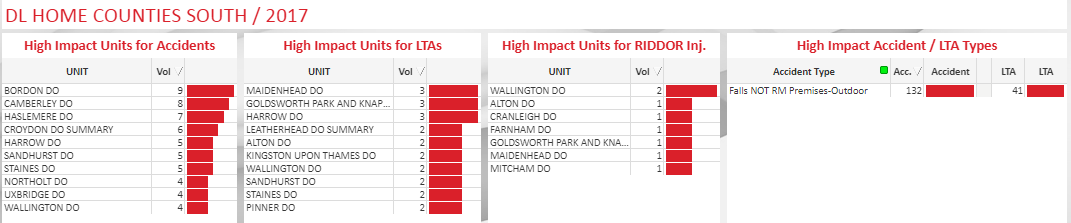 DL HOME COUNTIES SOUTH / 2017
High Impact Units for Accidents
UNIT Vol /
BORDON DO 9
CAMBERLEY DO 8
HASLEMERE DO 7
CROYDON DO SUMMARY 6
HARROW DO 5
SANDHURST DO 5
STAINES DO 5
NORTHOLT DO 4
UXBRIDGE DO 4
WALLINGTON DO 4
High Impact Units for LTAs
UNIT Vol /
MAIDENHEAD DO 3
GOLDSWORTH PARK AND KNAP... 3
HARROW DO 3
LEATHERHEAD DO SUMMARY 2
ALTON DO 2
KINGSTON UPON THAMES DO 2
WALLINGTON DO 2
SANDHURST DO 2
STAINES DO 2
PINNER DO 2
High Impact Units for RIDDOR Inj.
UNIT Vol /
WALLINGTON DO 2
ALTON DO 1
CRANLEIGH DO 1
FARNHAM DO 1
GOLDSWORTH PARK AND KNA... 1
MAIDENHEAD DO 1
MITCHAM DO 1
High Impact Accident / LTA Types
Accident Type Acc. / Accident LTA LTA
Falls NOT RM Premises-Outdoor 132 41